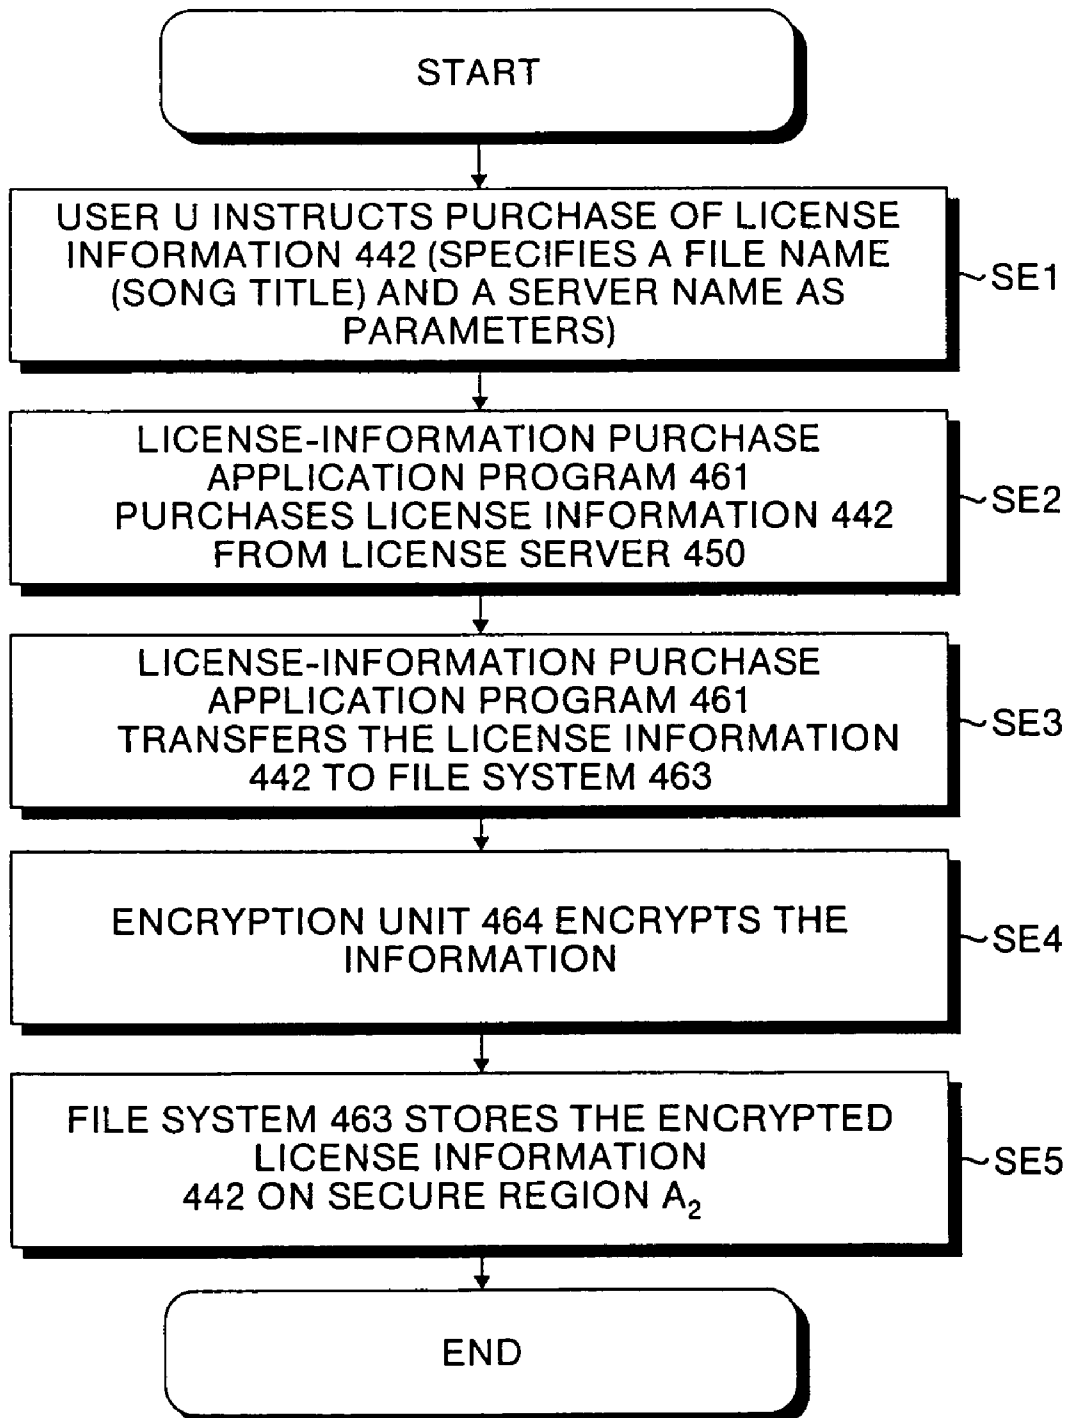 START
USER U INSTRUCTS PURCHASE OF LICENSE
INFORMATION 442 (SPECIFIES A FILE NAME
(SONG TITLE) AND A SERVER NAME AS
PARAMETERS)
SE1
LICENSE-INFORMATION PURCHASE
APPLICATION PROGRAM 461
PURCHASES LICENSE INFORMATION 442
FROM LICENSE SERVER 450
SE2
LICENSE-INFORMATION PURCHASE
APPLICATION PROGRAM 461
TRANSFERS THE LICENSE INFORMATION
442 TO FILE SYSTEM 463
SE3
ENCRYPTION UNIT 464 ENCRYPTS THE
INFORMATION
SE4
FILE SYSTEM 463 STORES THE ENCRYPTED
LICENSE INFORMATION
442 ON SECURE REGION A₂
SE5
END